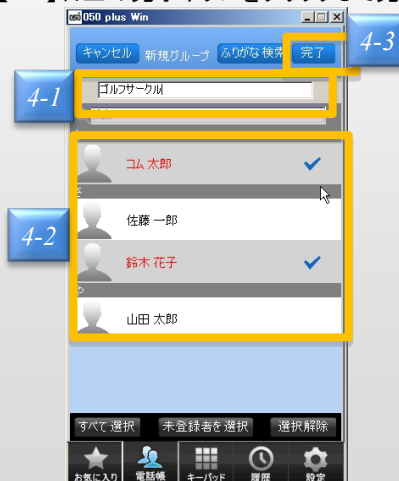 050 050 plus Win
キャンセル 新規グループ ふりがな検索 完了
4-3
ゴルフサークル
4-1
コム 太郎
佐藤 一郎
4-2
鈴木 花子
山田 太郎
すべて選択 未登録者を選択 選択解除
お気に入り 電話帳 キーパッド 履歴 設定